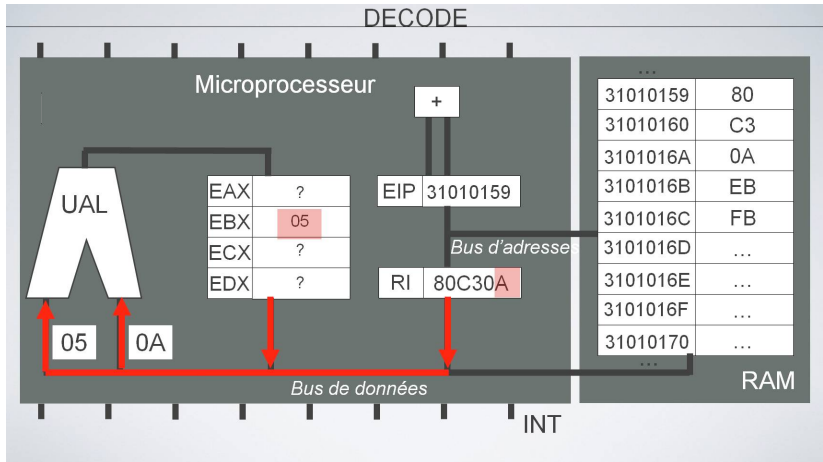 DECODE
Microprocesseur
+
UAL
EAX ?
EBX 05
ECX ?
EDX ?
EIP 31010159
Bus d'adresses
RI 80C30A
05
0A
Bus de données
INT
...
31010159 80
31010160 C3
3101016A 0A
3101016B EB
3101016C FB
3101016D ...
3101016E ...
3101016F ...
31010170 ...
...
RAM